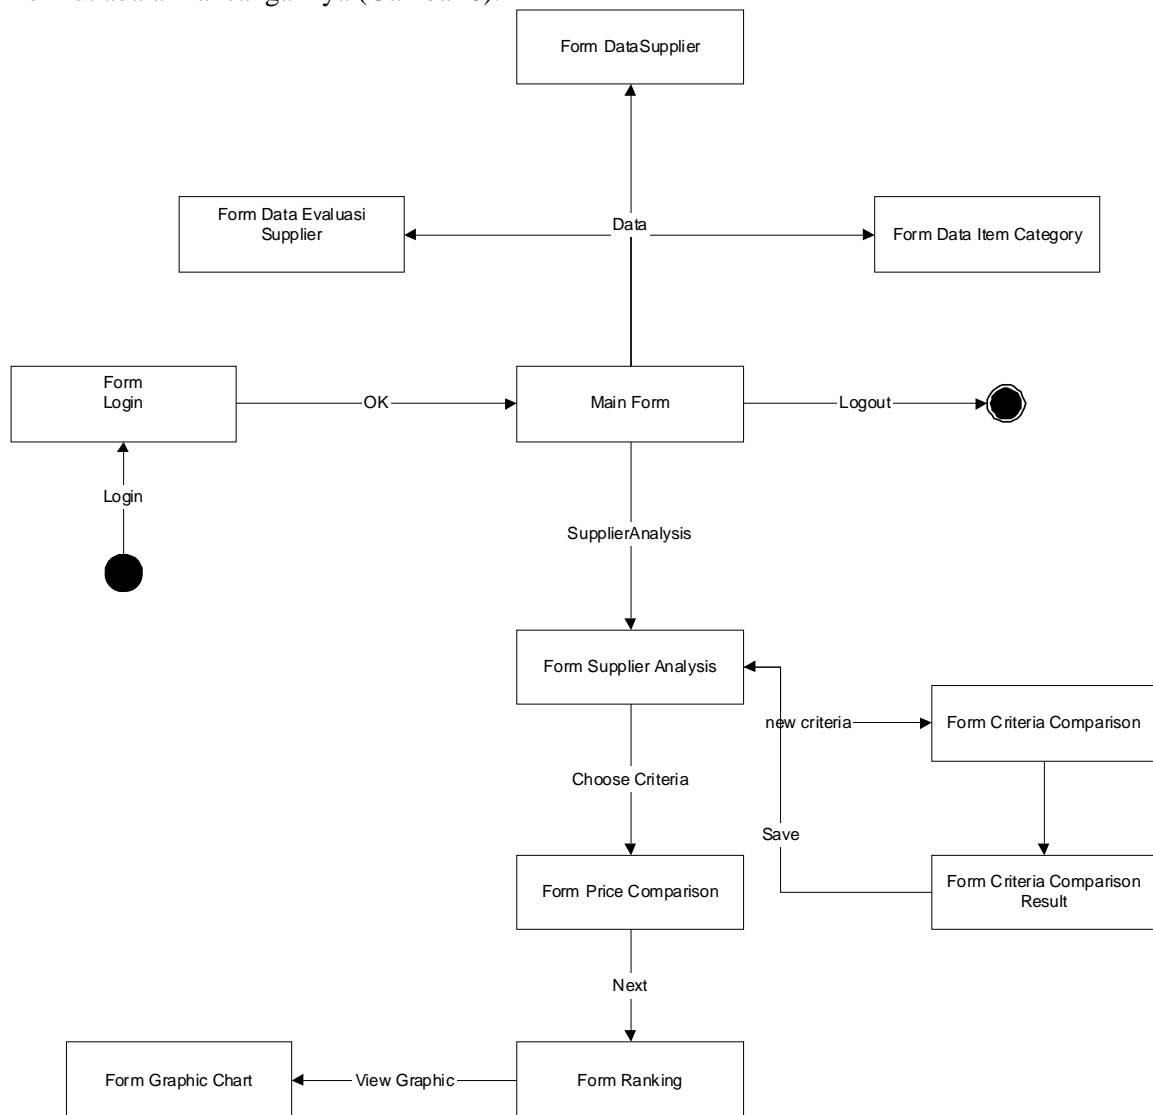 Form DataSupplier
Form Data Evaluasi
Supplier
Data
Form Data Item Category
Form
Login
OK
Main Form
Logout
Login
SupplierAnalysis
Form Supplier Analysis
new criteria
Form Criteria Comparison
Choose Criteria
Save
Form Price Comparison
Form Criteria Comparison
Result
Next
Form Graphic Chart
View Graphic
Form Ranking